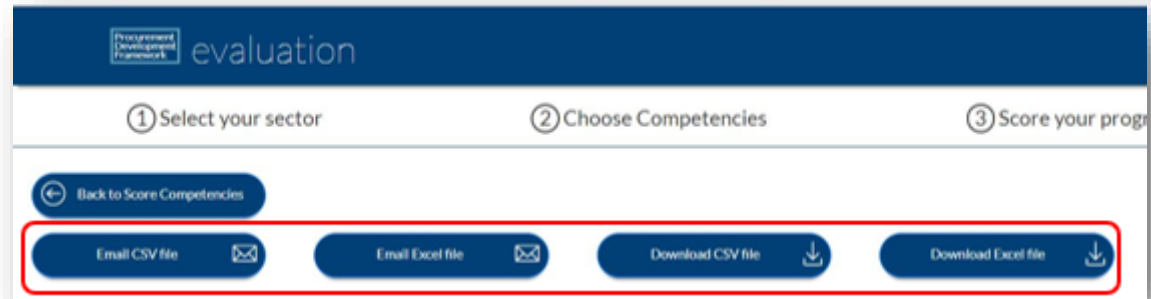 Procurement
Development
Framework
evaluation
1 Select your sector
2 Choose Competencies
3 Score your progr
Back to Score Competencies
Email CSV file
Email Excel file
Download CSV file
Download Excel file